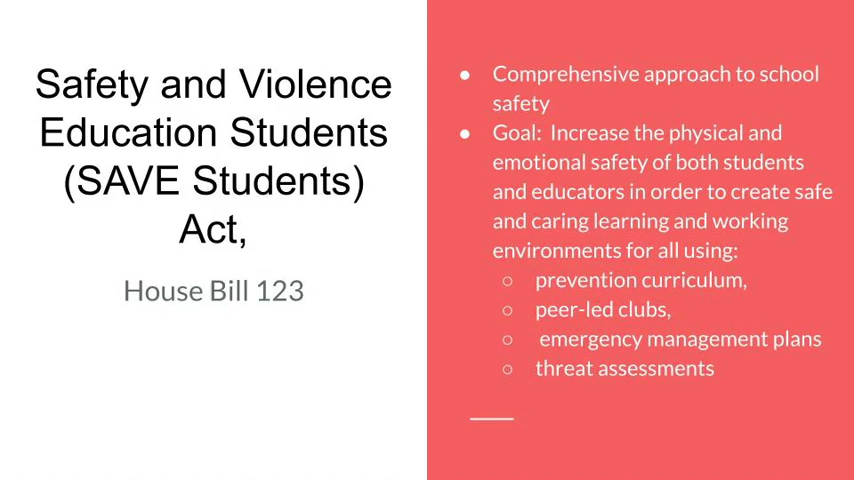 Safety and Violence
Education Students
(SAVE Students)
Act,
House Bill 123
● Comprehensive approach to school
safety
● Goal: Increase the physical and
emotional safety of both students
and educators in order to create safe
and caring learning and working
environments for all using:
○ prevention curriculum,
○ peer-led clubs,
○ emergency management plans
○ threat assessments